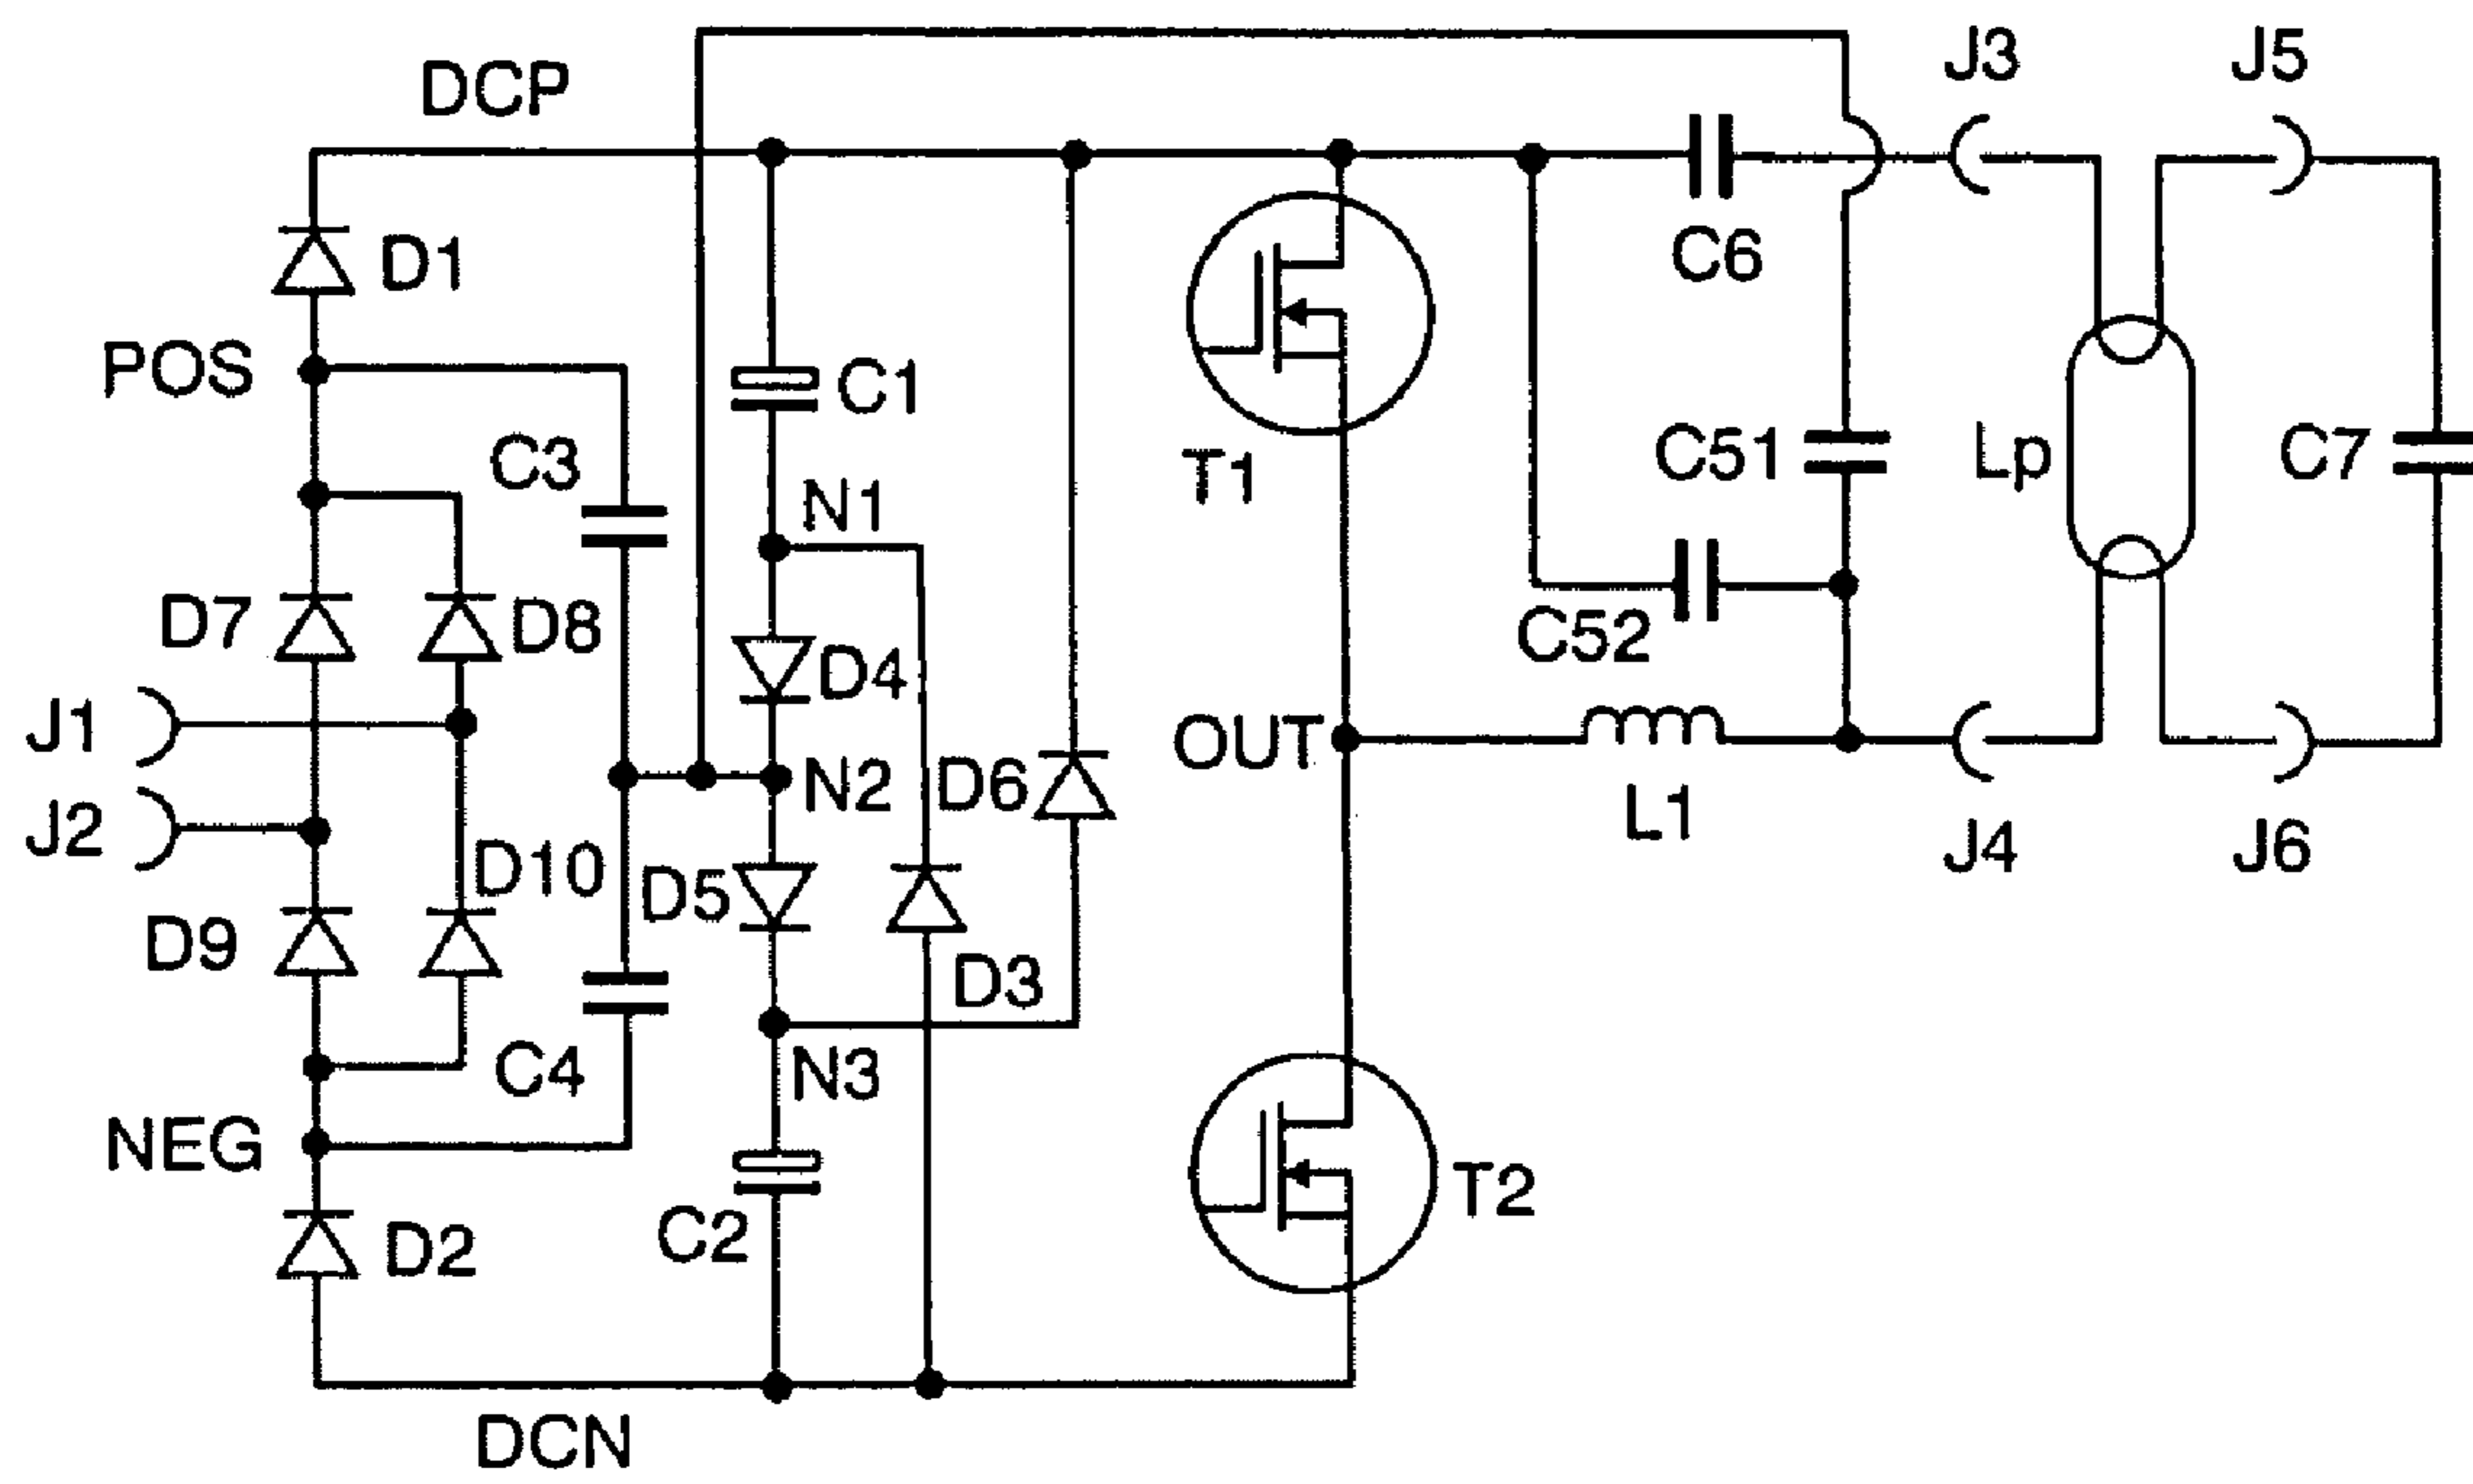 J3
J5
DCP
D1
C6
POS
C1
C3
C51
Lp
C7
T1
N1
D7
D8
D4
C52
J1
OUT
N2
D6
J2
L1
D10
D5
J4
J6
D9
D3
C4
N3
NEG
T2
C2
D2
DCN